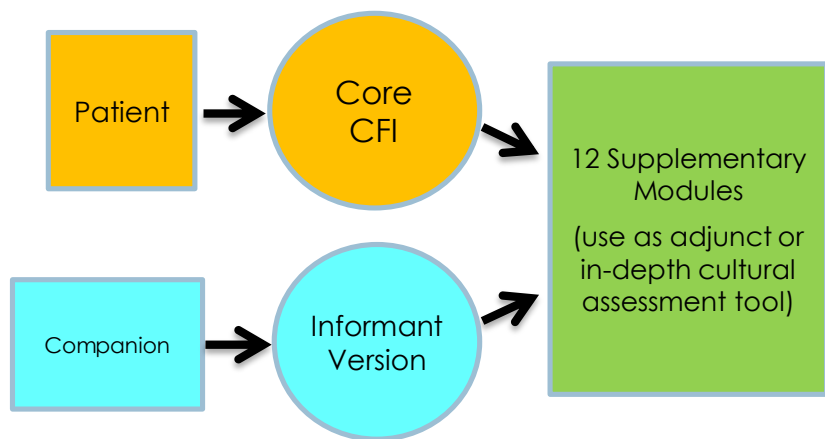 Patient
Core
CFI
12 Supplementary
Modules
(use as adjunct or
in-depth cultural
assessment tool)
Companion
Informant
Version